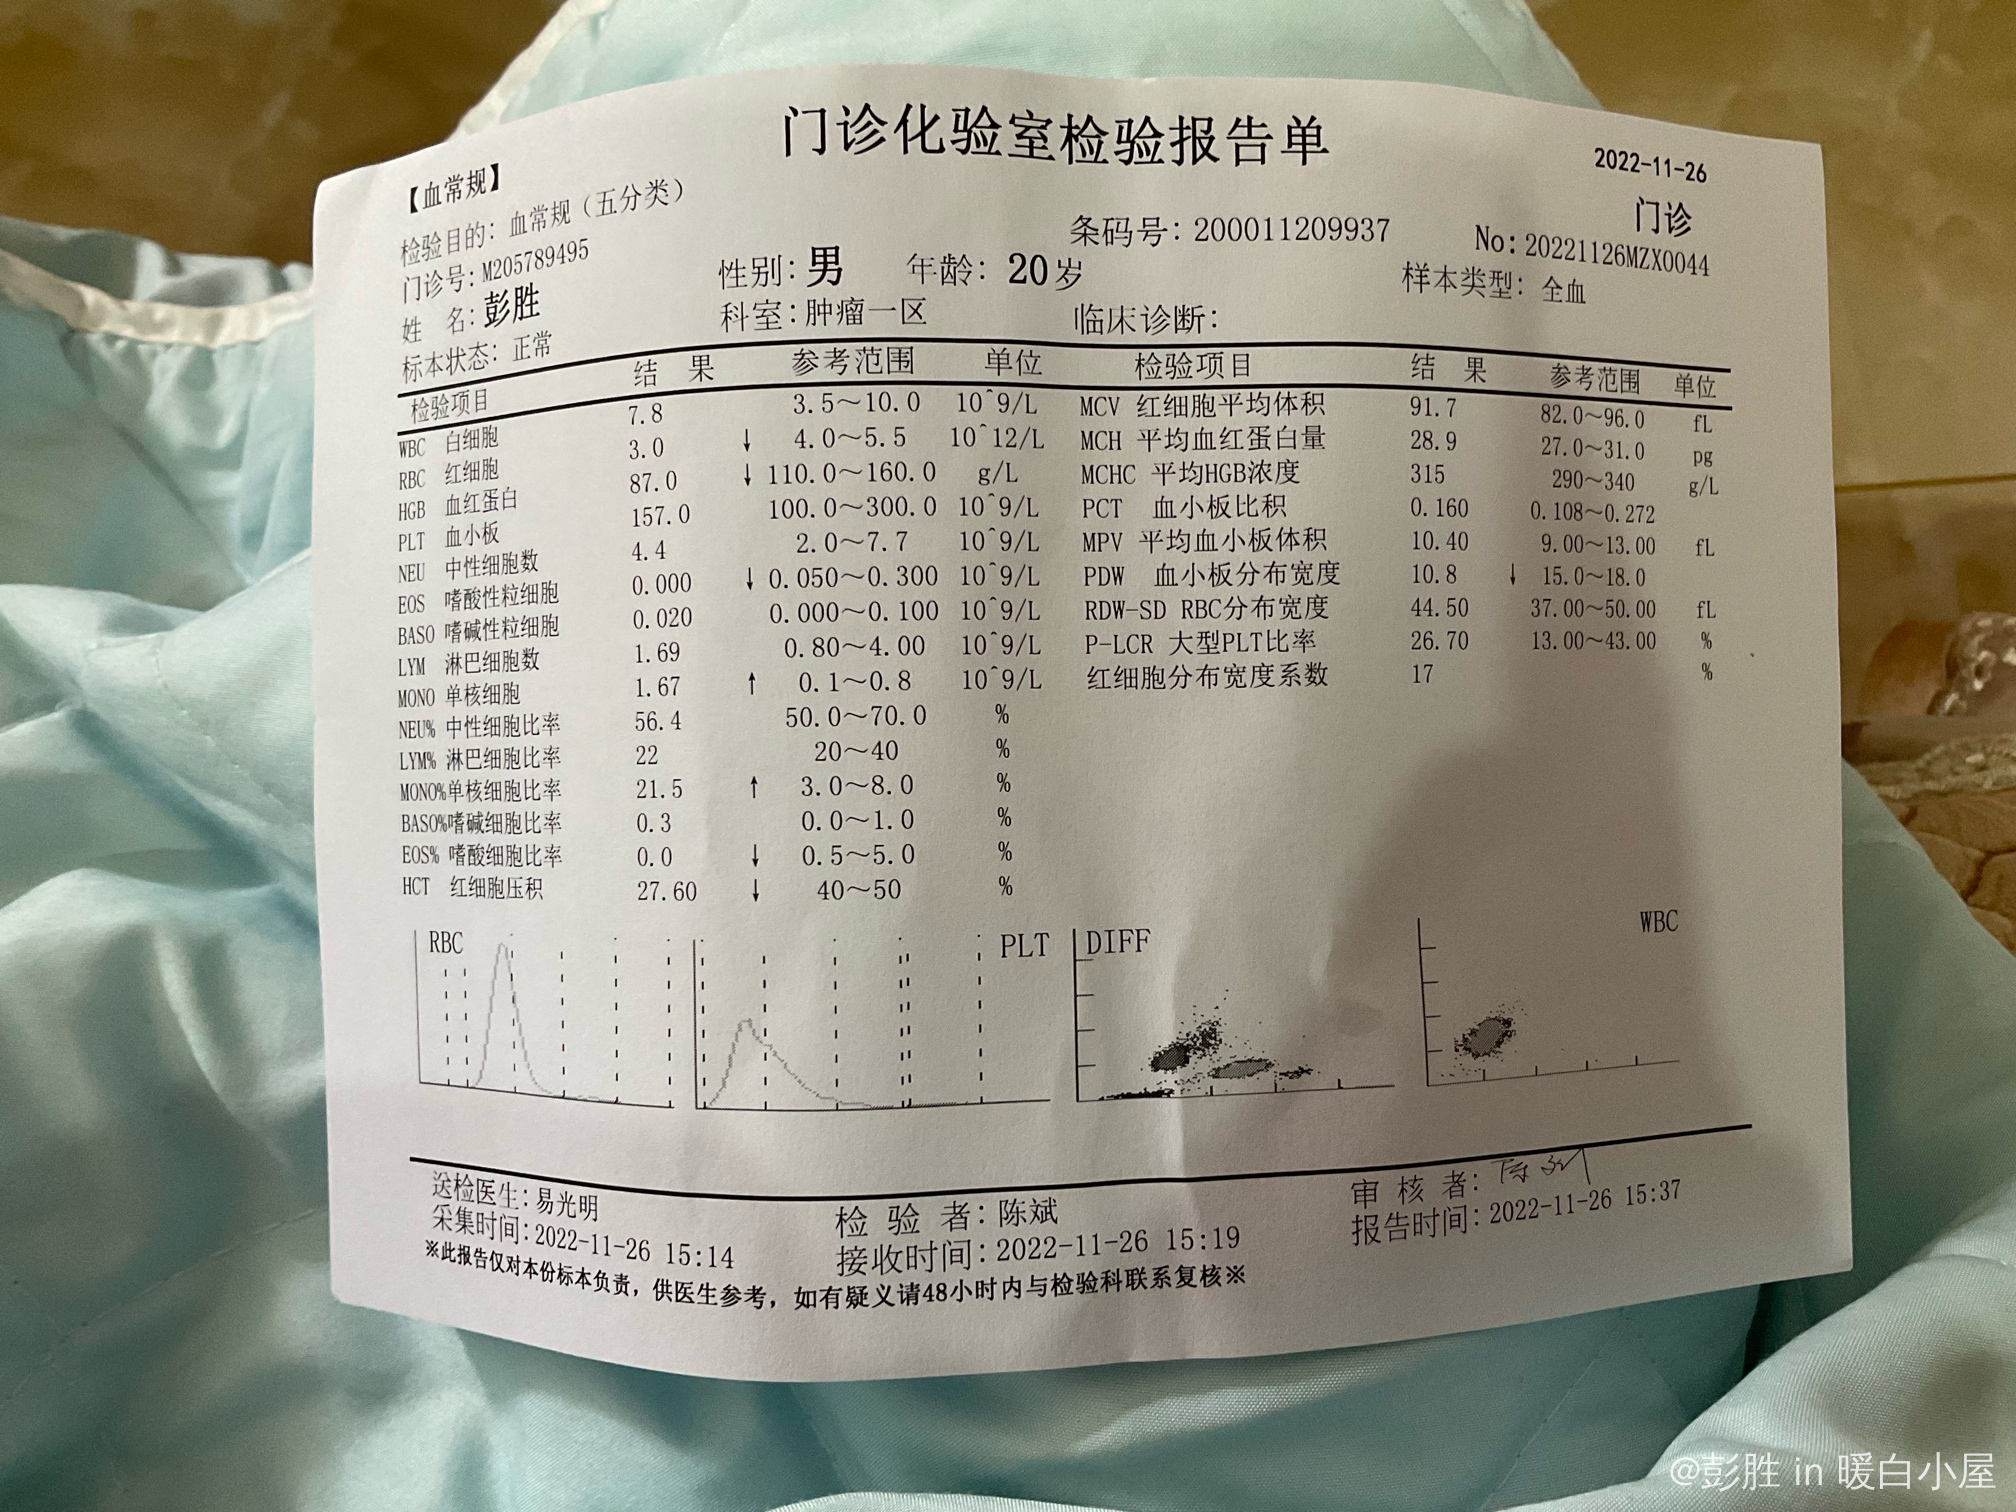 门诊化验室检验报告单
2022-11-26
【血常规】
门诊
检验目的：血常规（五分类）
条码号：200011209937
No：20221126MZX0044
门诊号：M205789495
性别：男 年龄：20岁
样本类型：全血
姓 名：彭胜
科室：肿瘤一区
临床诊断：
标本状态：正常
检验项目 结 果 参考范围 单位 检验项目 结 果 参考范围 单位
WBC 白细胞 7.8 3.5～10.0 10^9/L MCV 红细胞平均体积 91.7 82.0～96.0 fL
RBC 红细胞 3.0 ↓ 4.0～5.5 10^12/L MCH 平均血红蛋白量 28.9 27.0～31.0 pg
HGB 血红蛋白 87.0 ↓ 110.0～160.0 g/L MCHC 平均HGB浓度 315 290～340 g/L
PLT 血小板 157.0 100.0～300.0 10^9/L PCT 血小板比积 0.160 0.108～0.272
NEU 中性细胞数 4.4 2.0～7.7 10^9/L MPV 平均血小板体积 10.40 9.00～13.00 fL
EOS 嗜酸性粒细胞 0.000 ↓ 0.050～0.300 10^9/L PDW 血小板分布宽度 10.8 ↓ 15.0～18.0
BASO 嗜碱性粒细胞 0.020 0.000～0.100 10^9/L RDW-SD RBC分布宽度 44.50 37.00～50.00 fL
LYM 淋巴细胞数 1.69 0.80～4.00 10^9/L P-LCR 大型PLT比率 26.70 13.00～43.00 %
MONO 单核细胞 1.67 ↑ 0.1～0.8 10^9/L 红细胞分布宽度系数 17 %
NEU% 中性细胞比率 56.4 50.0～70.0 %
LYM% 淋巴细胞比率 22 20～40 %
MONO%单核细胞比率 21.5 ↑ 3.0～8.0 %
BASO%嗜碱细胞比率 0.3 0.0～1.0 %
EOS% 嗜酸细胞比率 0.0 ↓ 0.5～5.0 %
HCT 红细胞压积 27.60 ↓ 40～50 %
RBC PLT DIFF WBC
送检医生：易光明 检 验 者：陈斌 审 核 者：
采集时间：2022-11-26 15:14 接收时间：2022-11-26 15:19 报告时间：2022-11-26 15:37
※此报告仅对本份标本负责，供医生参考，如有疑义请48小时内与检验科联系复核※
@彭胜 in 暖白小屋